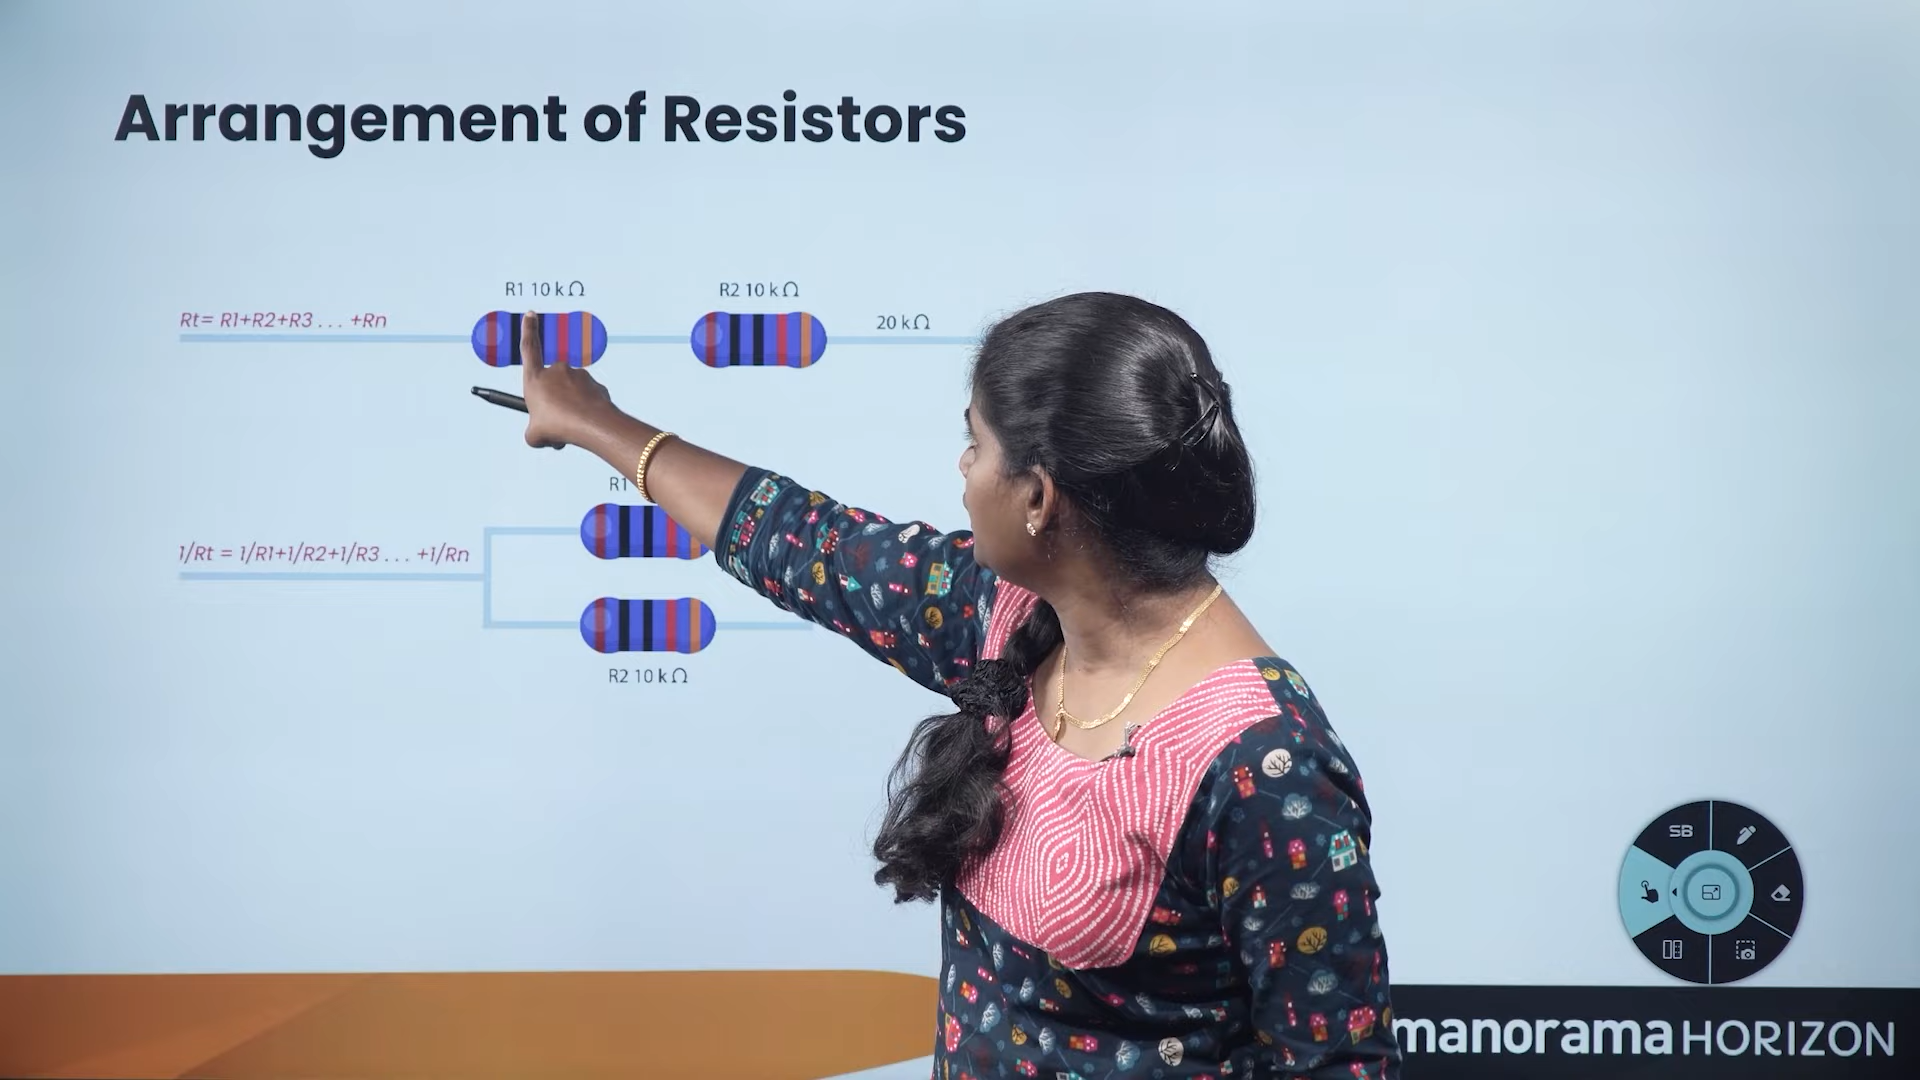 Arrangement of Resistors
R1 10 kΩ
R2 10 kΩ
Rt= R1+R2+R3 . . . +Rn
20 kΩ
R1
1/Rt = 1/R1+1/R2+1/R3 . . . +1/Rn
R2 10 kΩ
SB
manorama HORIZON